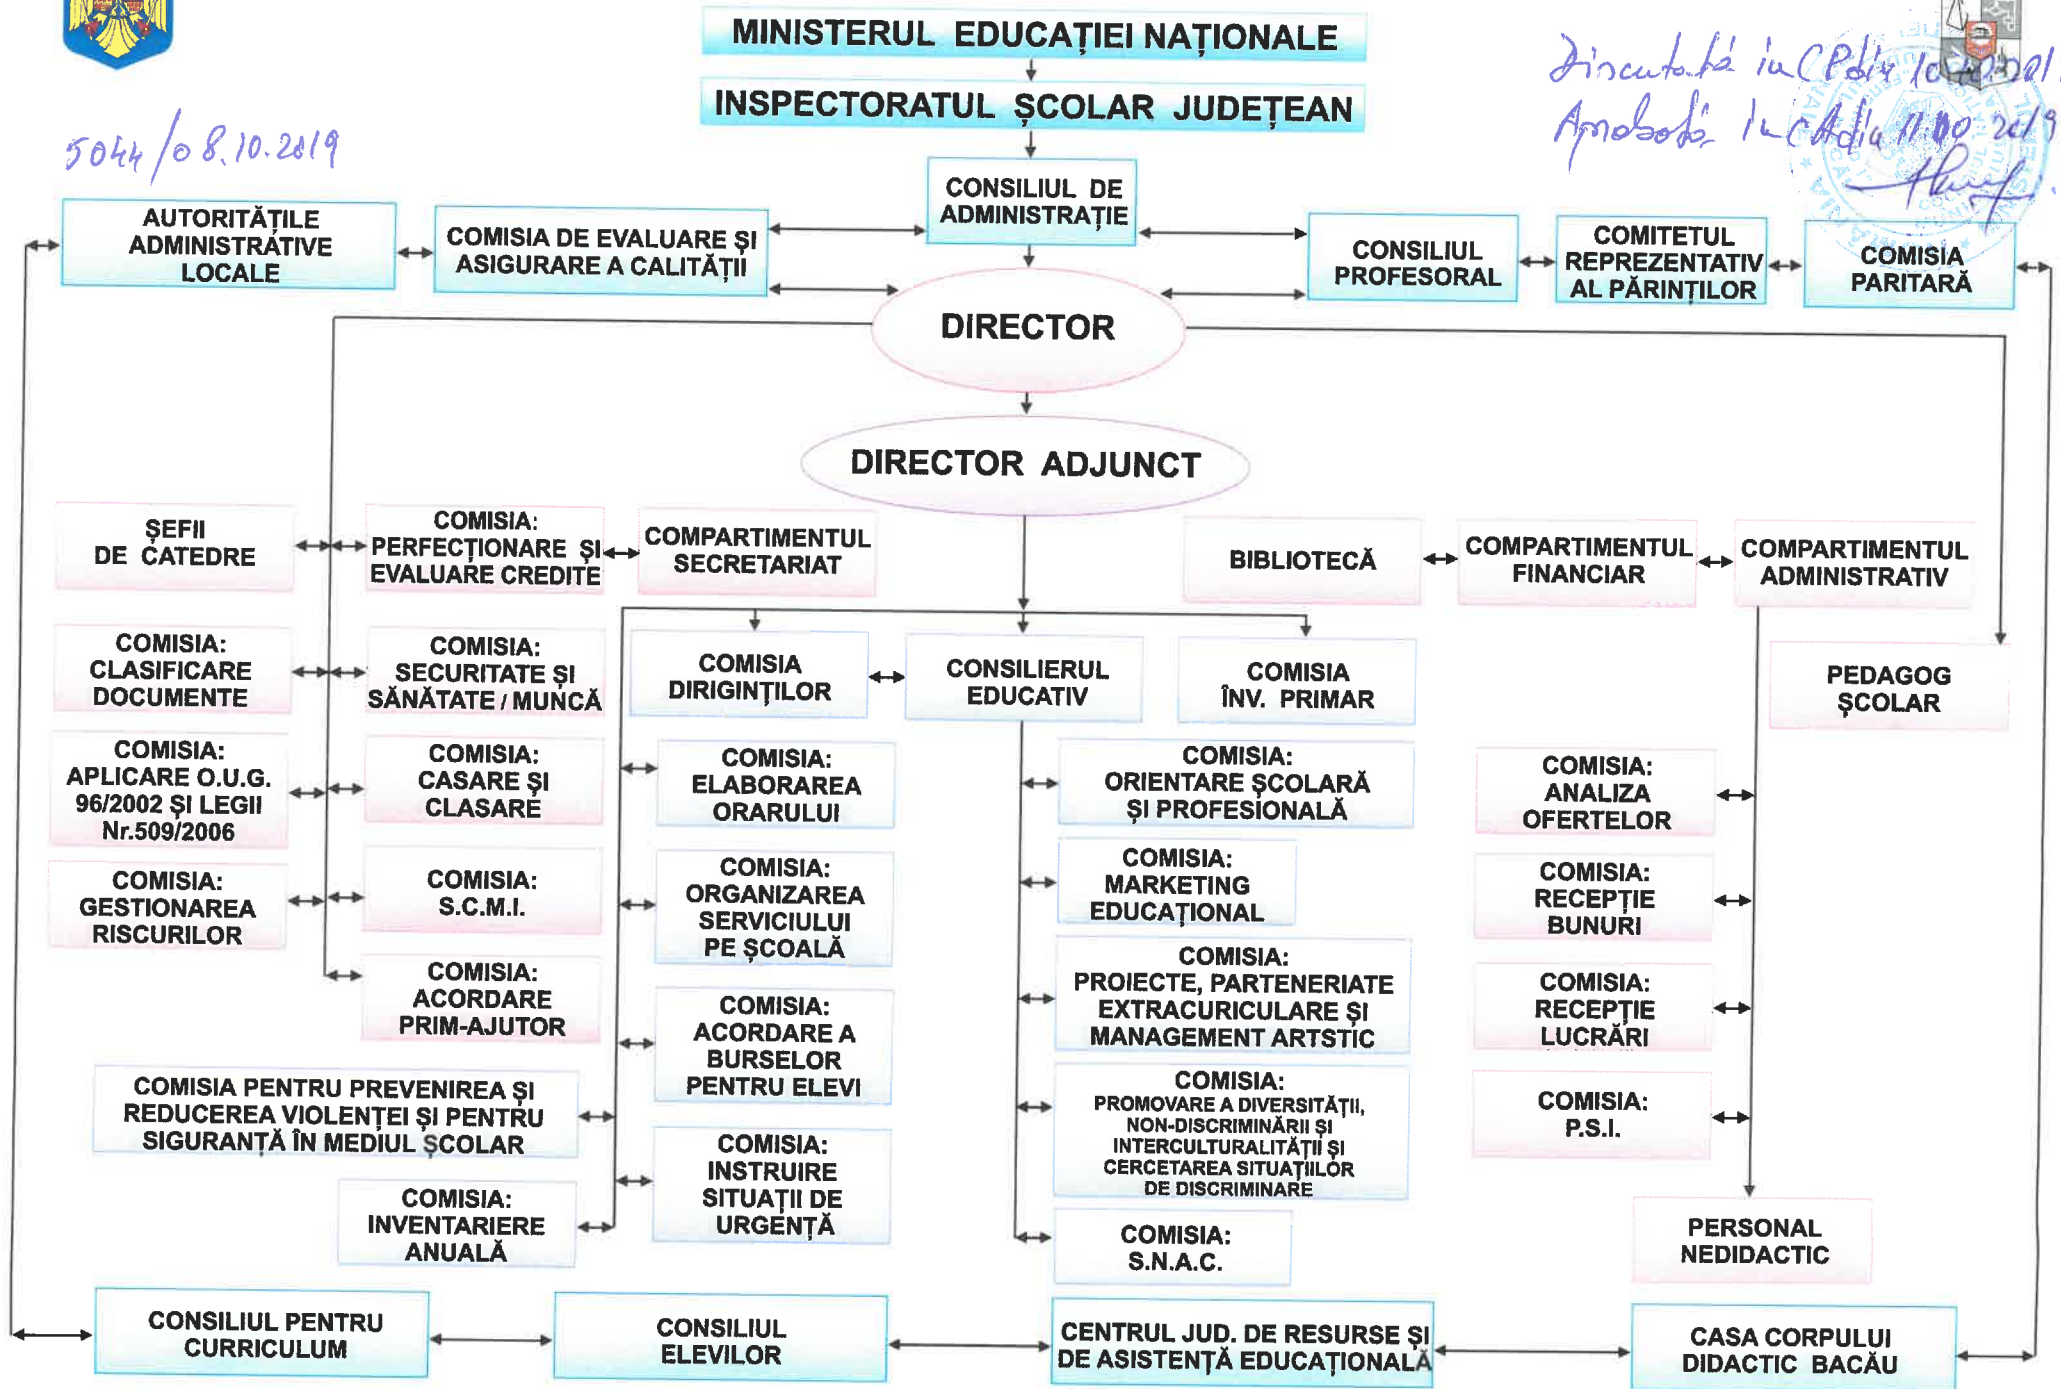 MINISTERUL EDUCAȚIEI NAȚIONALE
INSPECTORATUL ȘCOLAR JUDEȚEAN
5044/08.10.2019
CONSILIUL DE
ADMINISTRAȚIE
AUTORITĂȚILE
ADMINISTRATIVE
LOCALE
COMISIA DE EVALUARE ȘI
ASIGURARE A CALITĂȚII
CONSILIUL
PROFESORAL
COMITETUL
REPREZENTATIV
AL PĂRINȚILOR
COMISIA
PARITARĂ
DIRECTOR
DIRECTOR ADJUNCT
ȘEFII
DE CATEDRE
COMISIA:
PERFECȚIONARE ȘI
EVALUARE CREDITE
COMPARTIMENTUL
SECRETARIAT
BIBLIOTECĂ
COMPARTIMENTUL
FINANCIAR
COMPARTIMENTUL
ADMINISTRATIV
COMISIA:
CLASIFICARE
DOCUMENTE
COMISIA:
SECURITATE ȘI
SĂNĂTATE / MUNCĂ
COMISIA
DIRIGINȚILOR
CONSILIERUL
EDUCATIV
COMISIA
ÎNV. PRIMAR
PEDAGOG
ȘCOLAR
COMISIA:
APLICARE O.U.G.
96/2002 ȘI LEGII
Nr.509/2006
COMISIA:
CASARE ȘI
CLASARE
COMISIA:
ELABORAREA
ORARULUI
COMISIA:
ORIENTARE ȘCOLARĂ
ȘI PROFESIONALĂ
COMISIA:
ANALIZA
OFERTELOR
COMISIA:
GESTIONAREA
RISCURILOR
COMISIA:
S.C.M.I.
COMISIA:
ORGANIZAREA
SERVICIULUI
PE ȘCOALĂ
COMISIA:
MARKETING
EDUCAȚIONAL
COMISIA:
RECEPȚIE
BUNURI
COMISIA:
ACORDARE
PRIM-AJUTOR
COMISIA:
ACORDARE A
BURSELOR
PENTRU ELEVI
COMISIA:
PROIECTE, PARTENERIATE
EXTRACURICULARE ȘI
MANAGEMENT ARTSTIC
COMISIA:
RECEPȚIE
LUCRĂRI
COMISIA PENTRU PREVENIREA ȘI
REDUCEREA VIOLENȚEI ȘI PENTRU
SIGURANȚĂ ÎN MEDIUL ȘCOLAR
COMISIA:
INSTRUIRE
SITUAȚII DE
URGENȚĂ
COMISIA:
PROMOVARE A DIVERSITĂȚII,
NON-DISCRIMINĂRII ȘI
INTERCULTURALITĂȚII ȘI
CERCETAREA SITUAȚIILOR
DE DISCRIMINARE
COMISIA:
P.S.I.
COMISIA:
INVENTARIERE
ANUALĂ
COMISIA:
S.N.A.C.
PERSONAL
NEDIDACTIC
CONSILIUL PENTRU
CURRICULUM
CONSILIUL
ELEVILOR
CENTRUL JUD. DE RESURSE ȘI
DE ASISTENȚĂ EDUCAȚIONALĂ
CASA CORPULUI
DIDACTIC BACĂU